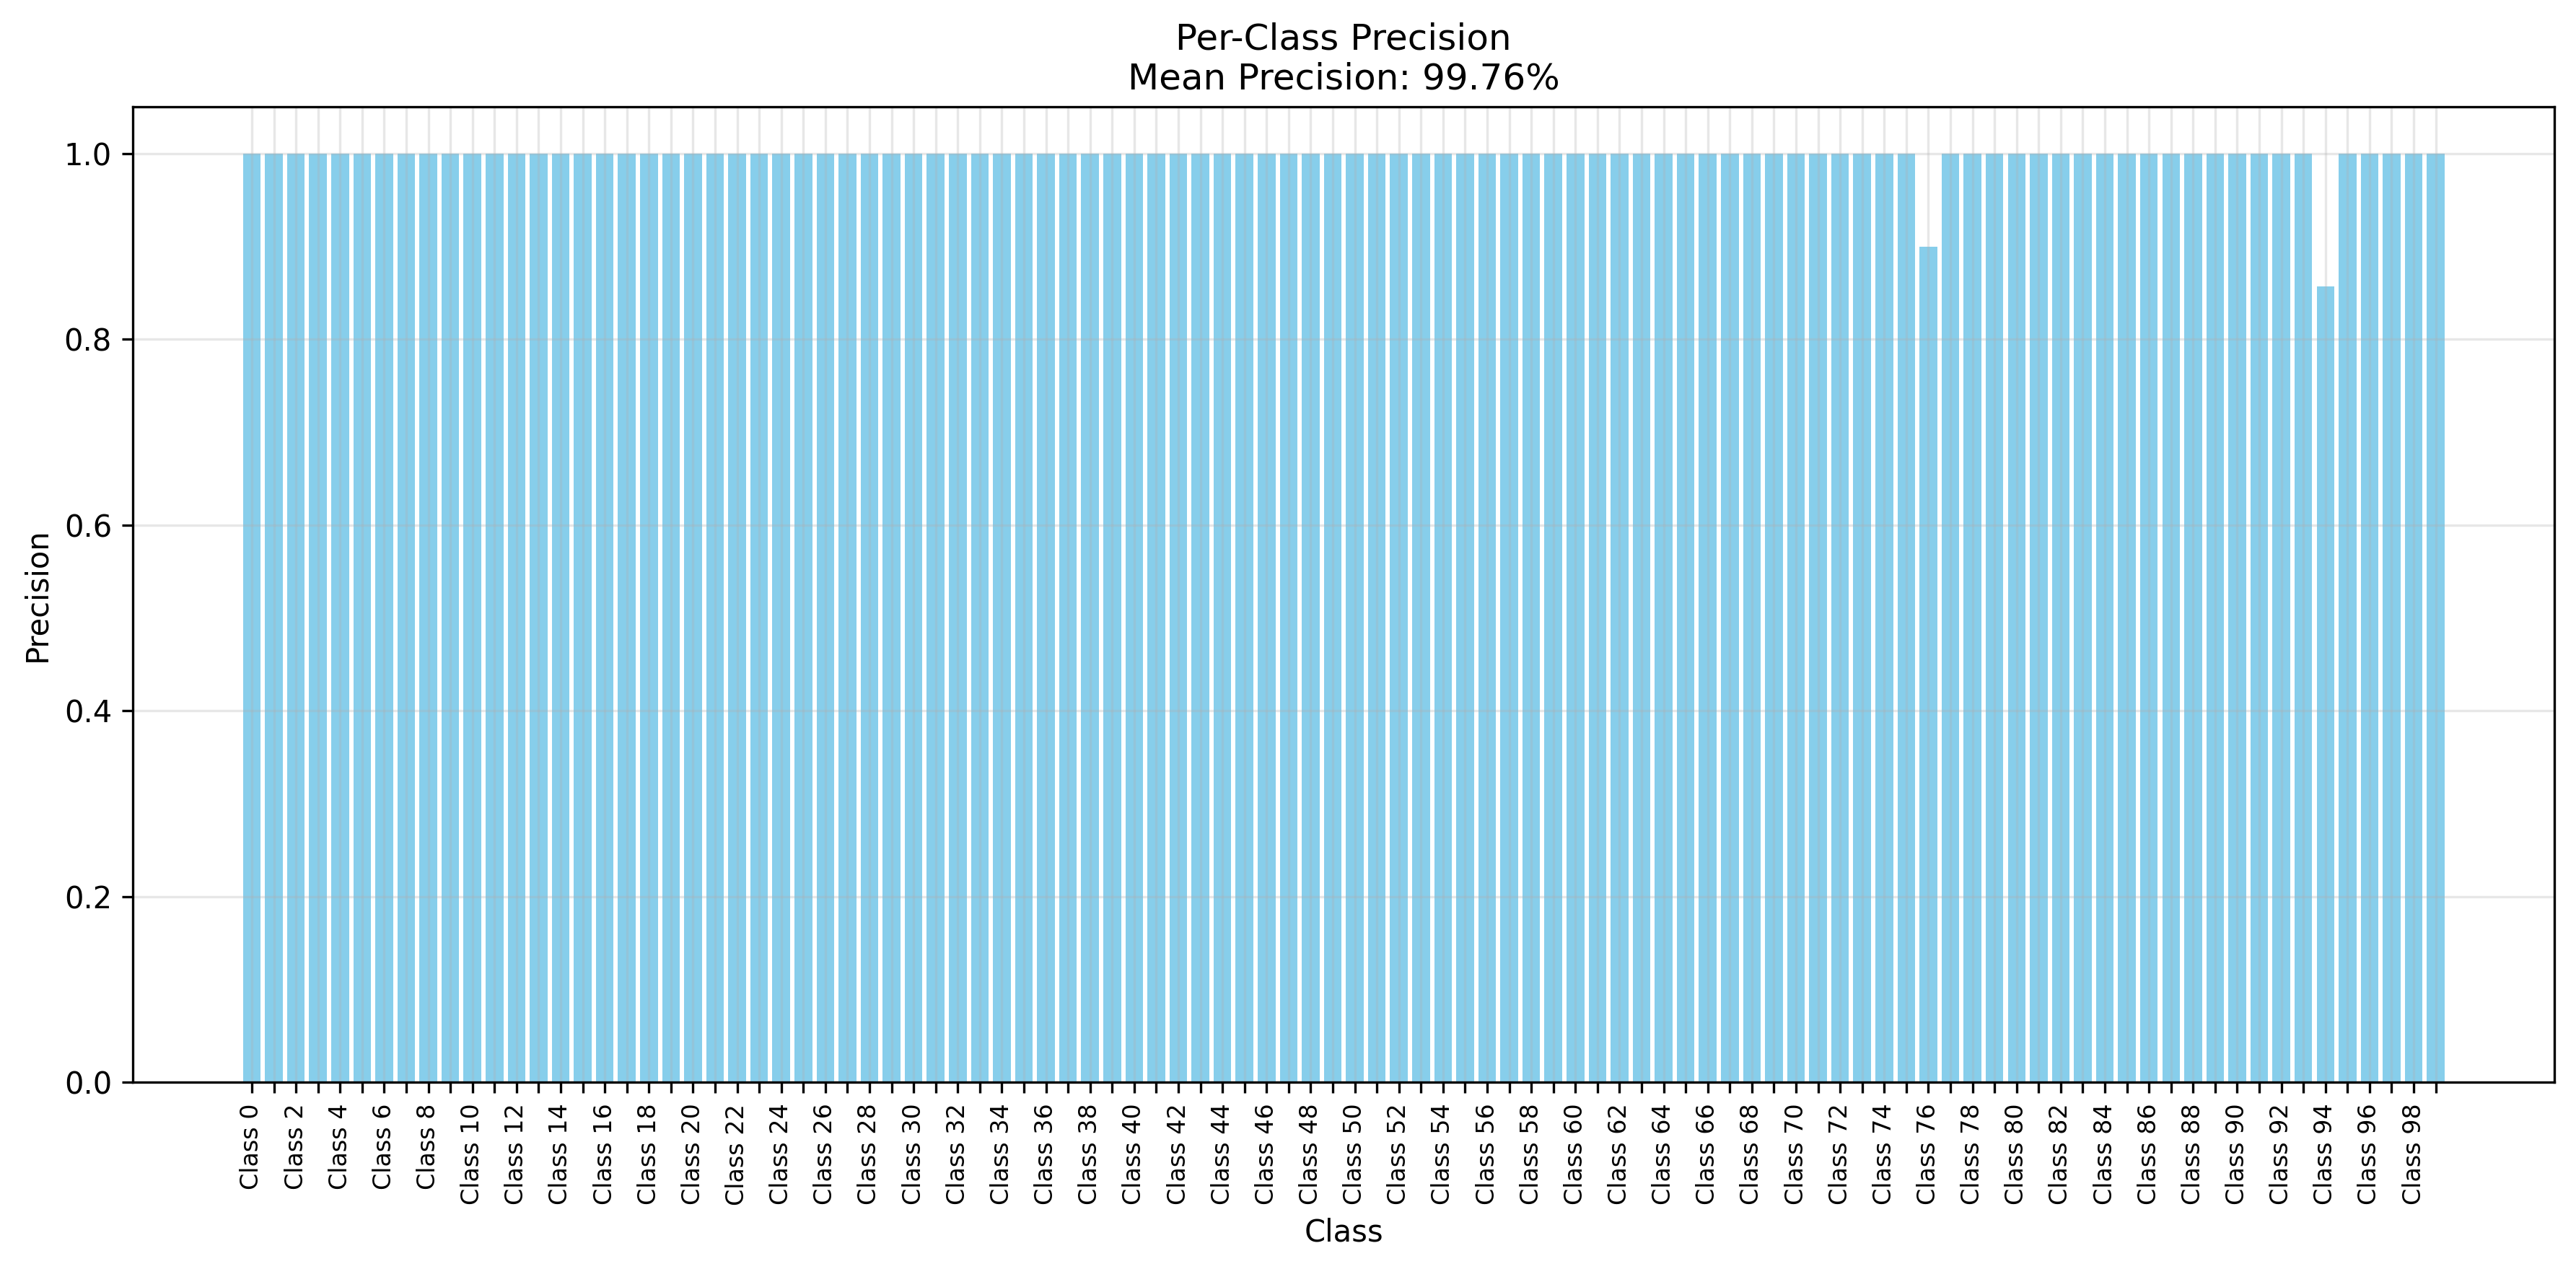 Per-Class Precision
Mean Precision: 99.76%
Precision
1.0
0.8
0.6
0.4
0.2
0.0
Class 0
Class 2
Class 4
Class 6
Class 8
Class 10
Class 12
Class 14
Class 16
Class 18
Class 20
Class 22
Class 24
Class 26
Class 28
Class 30
Class 32
Class 34
Class 36
Class 38
Class 40
Class 42
Class 44
Class 46
Class 48
Class 50
Class 52
Class 54
Class 56
Class 58
Class 60
Class 62
Class 64
Class 66
Class 68
Class 70
Class 72
Class 74
Class 76
Class 78
Class 80
Class 82
Class 84
Class 86
Class 88
Class 90
Class 92
Class 94
Class 96
Class 98
Class